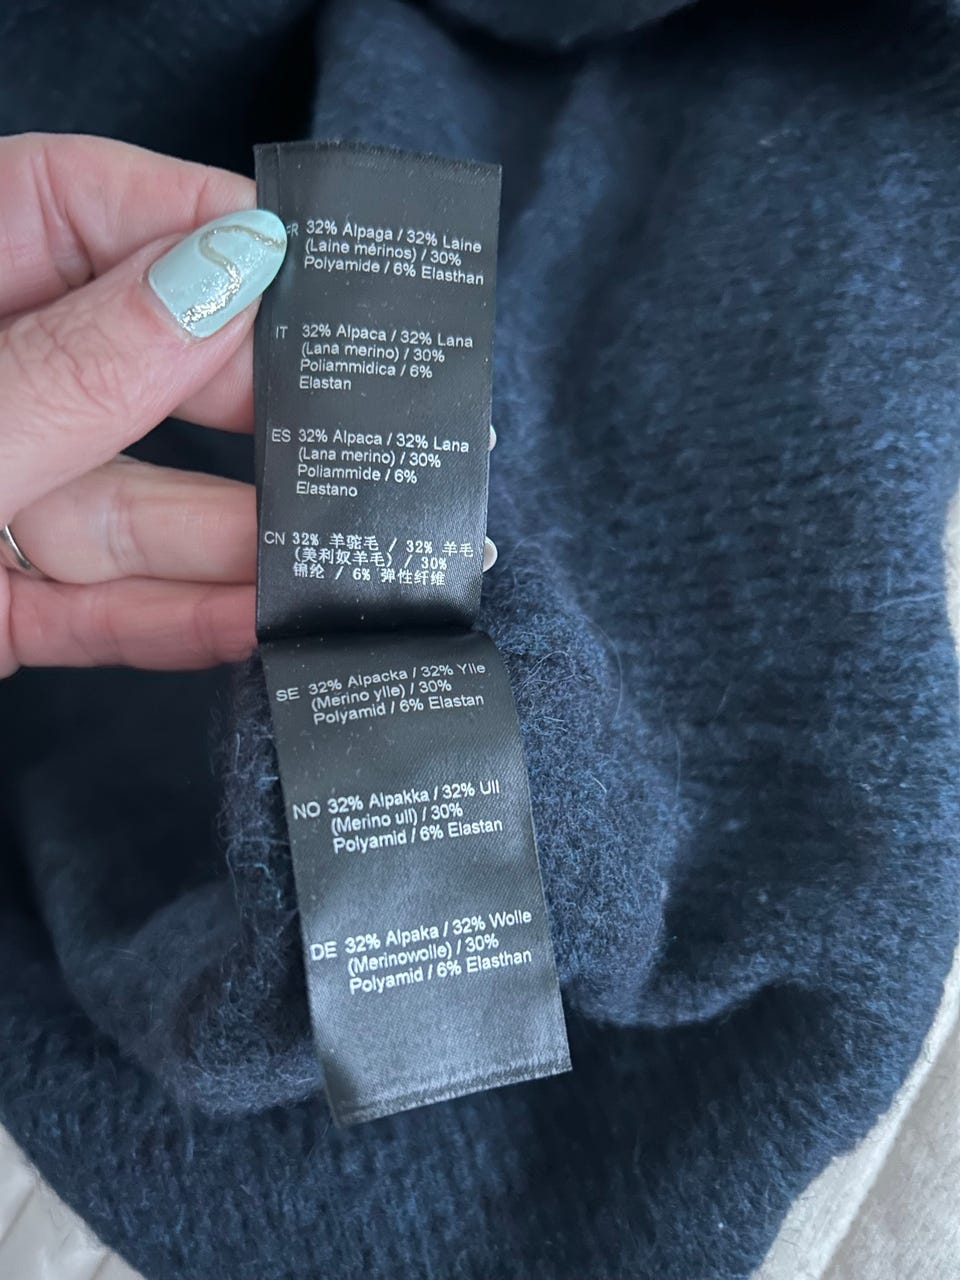 FR 32% Alpaga / 32% Laine
(Laine mérinos) / 30%
Polyamide / 6% Elasthan
IT 32% Alpaca / 32% Lana
(Lana merino) / 30%
Poliammidica / 6%
Elastan
ES 32% Alpaca / 32% Lana
(Lana merino) / 30%
Poliammide / 6%
Elastano
CN 32% 羊驼毛 / 32% 羊毛
(美利奴羊毛) / 30%
锦纶 / 6% 弹性纤维
SE 32% Alpacka / 32% Ylle
(Merino ylle) / 30%
Polyamid / 6% Elastan
NO 32% Alpakka / 32% Ull
(Merino ull) / 30%
Polyamid / 6% Elastan
DE 32% Alpaka / 32% Wolle
(Merinowolle) / 30%
Polyamid / 6% Elasthan